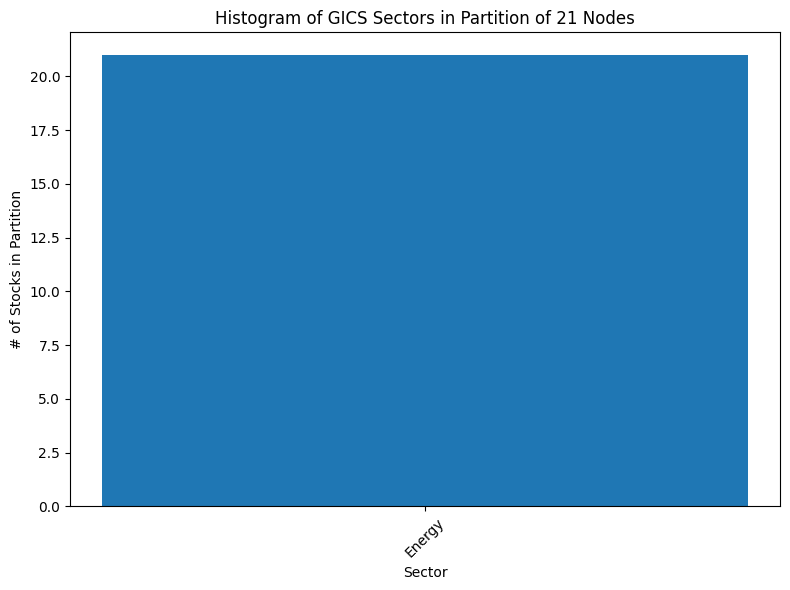 Histogram of GICS Sectors in Partition of 21 Nodes
# of Stocks in Partition
20.0
17.5
15.0
12.5
10.0
7.5
5.0
2.5
0.0
Energy
Sector